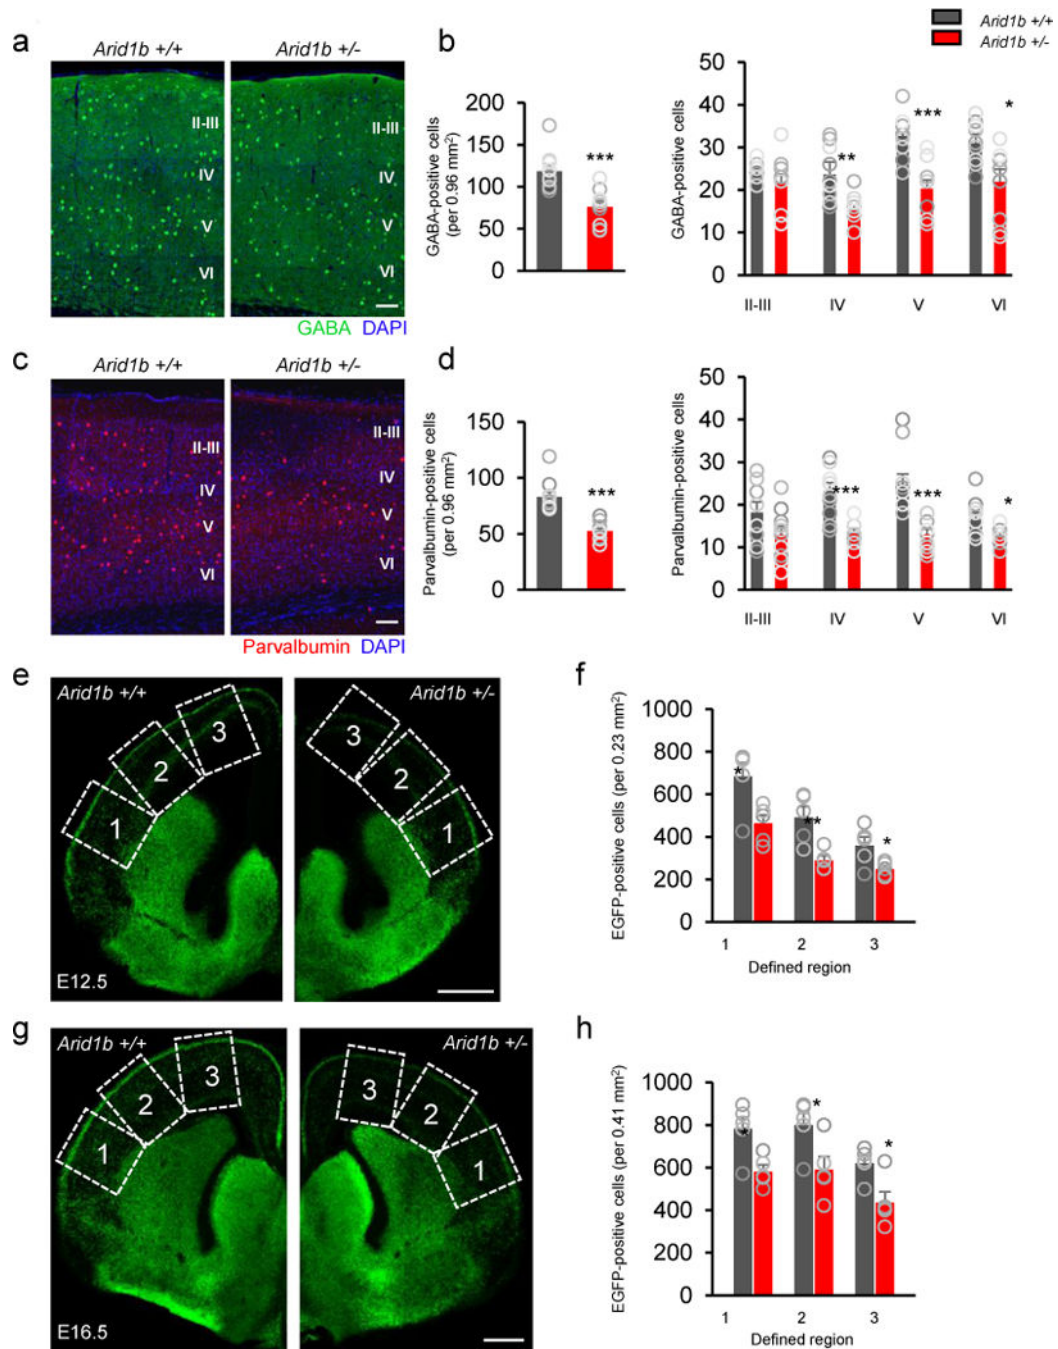 Arid1b +/+
Arid1b +/-
a
Arid1b +/+
Arid1b +/-
II-III
IV
V
VI
II-III
IV
V
VI
GABA DAPI
b
GABA-positive cells
(per 0.96 mm²)
200
150
100
50
0
***
GABA-positive cells
50
40
30
20
10
0
**
***
*
II-III
IV
V
VI
c
Arid1b +/+
Arid1b +/-
II-III
IV
V
VI
II-III
IV
V
VI
Parvalbumin DAPI
d
Parvalbumin-positive cells
(per 0.96 mm²)
150
100
50
0
***
Parvalbumin-positive cells
50
40
30
20
10
0
***
***
*
II-III
IV
V
VI
e
Arid1b +/+
3
2
1
E12.5
Arid1b +/-
3
2
1
f
EGFP-positive cells (per 0.23 mm²)
1000
800
600
400
200
0
*
**
*
1
2
3
Defined region
g
Arid1b +/+
3
2
1
E16.5
Arid1b +/-
3
2
1
h
EGFP-positive cells (per 0.41 mm²)
1000
800
600
400
200
0
*
*
*
1
2
3
Defined region